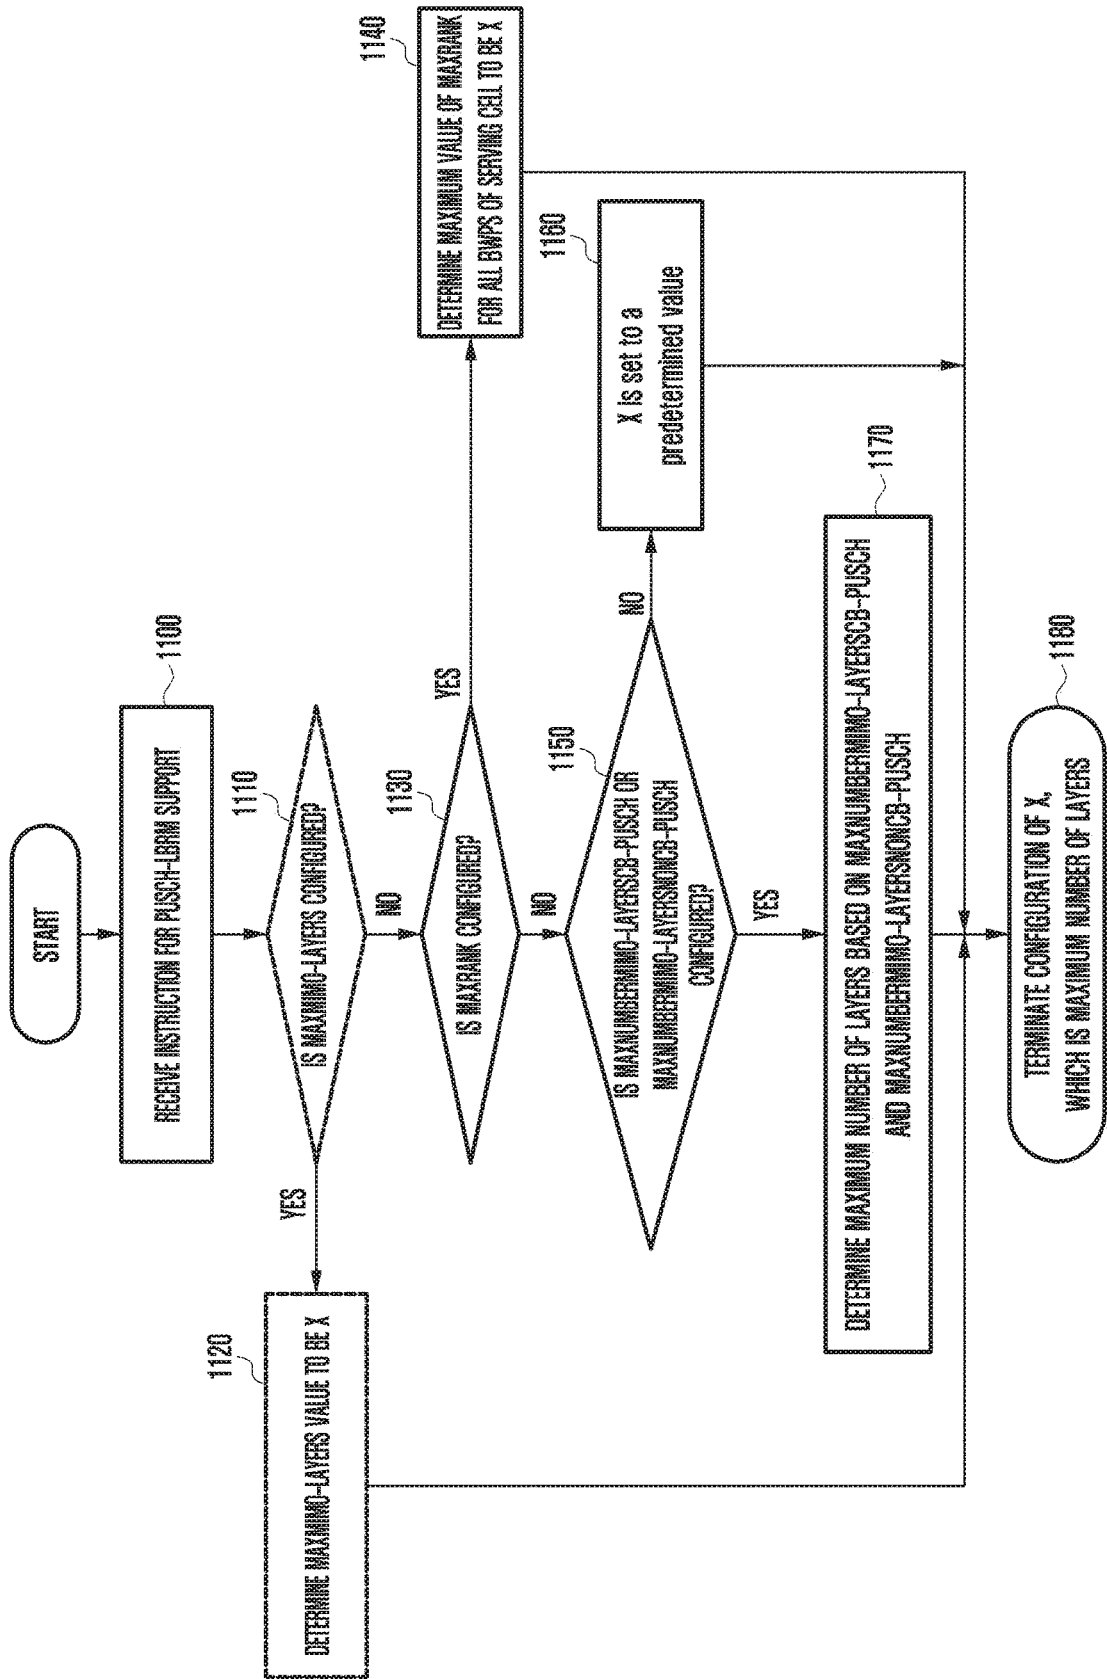 START
1100
RECEIVE INSTRUCTION FOR PUSCH-LBRM SUPPORT
1110
IS MAXMIMO-LAYERS CONFIGURED?
YES
NO
1120
DETERMINE MAXMIMO-LAYERS VALUE TO BE X
1130
IS MAXRANK CONFIGURED?
YES
NO
1140
DETERMINE MAXIMUM VALUE OF MAXRANK
FOR ALL BWPS OF SERVING CELL TO BE X
1150
IS MAXNUMBERMIMO-LAYERSCB-PUSCH OR
MAXNUMBERMIMO-LAYERSNONCB-PUSCH
CONFIGURED?
NO
YES
1160
X is set to a
predetermined value
1170
DETERMINE MAXIMUM NUMBER OF LAYERS BASED ON MAXNUMBERMIMO-LAYERSCB-PUSCH
AND MAXNUMBERMIMO-LAYERSNONCB-PUSCH
1180
TERMINATE CONFIGURATION OF X,
WHICH IS MAXIMUM NUMBER OF LAYERS